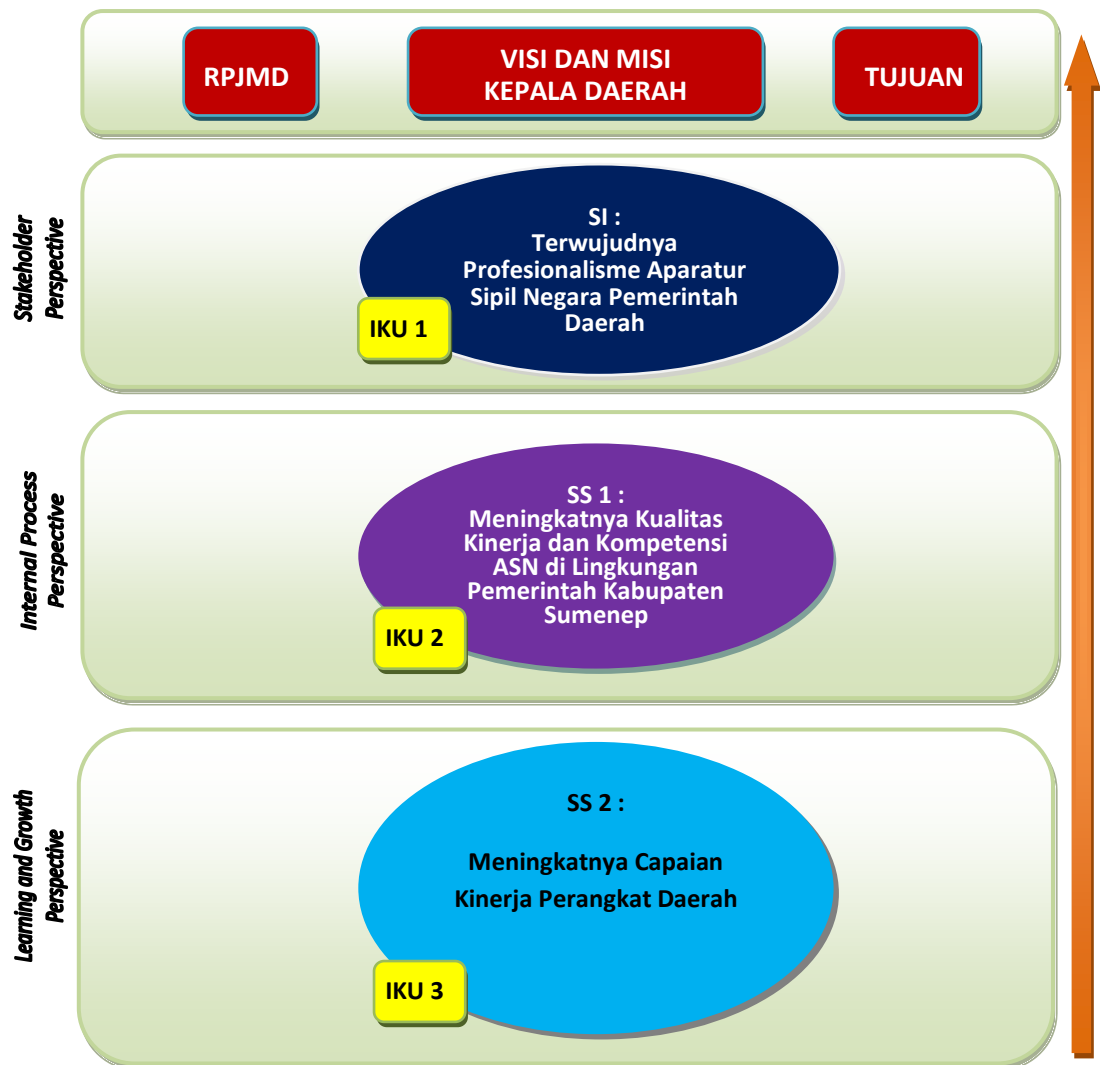 RPJMD
VISI DAN MISI
KEPALA DAERAH
TUJUAN
Stakeholder
Perspective
SI :
Terwujudnya
Profesionalisme Aparatur
Sipil Negara Pemerintah
Daerah
IKU 1
Internal Process
Perspective
SS 1 :
Meningkatnya Kualitas
Kinerja dan Kompetensi
ASN di Lingkungan
Pemerintah Kabupaten
Sumenep
IKU 2
Learning and Growth
Perspective
SS 2 :
Meningkatnya Capaian
Kinerja Perangkat Daerah
IKU 3